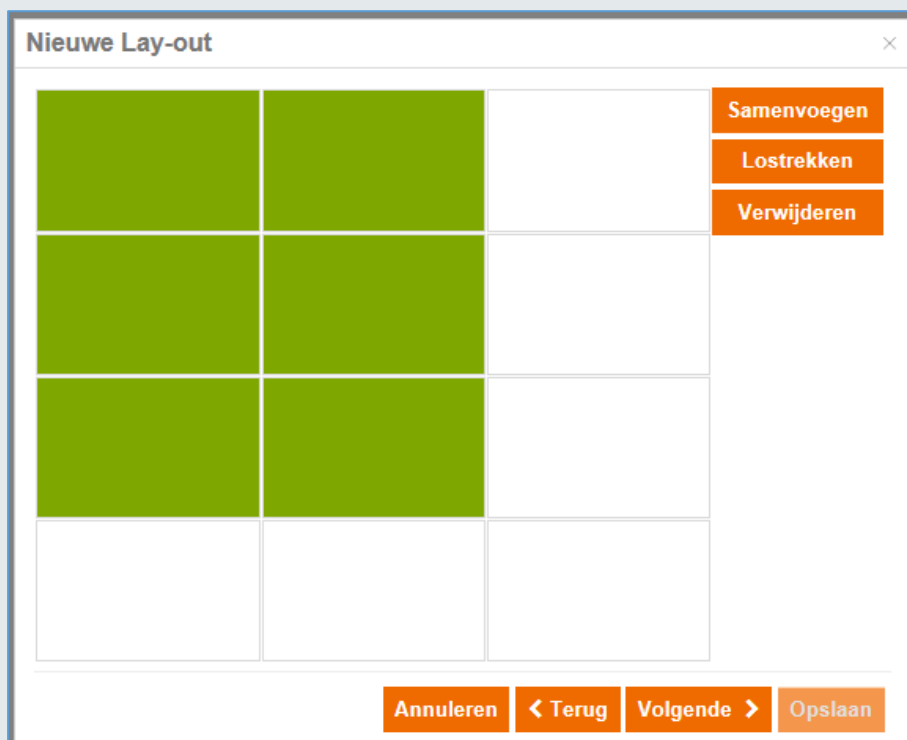 Nieuwe Lay-out
Samenvoegen
Lostrekken
Verwijderen
Annuleren
Terug
Volgende
Opslaan